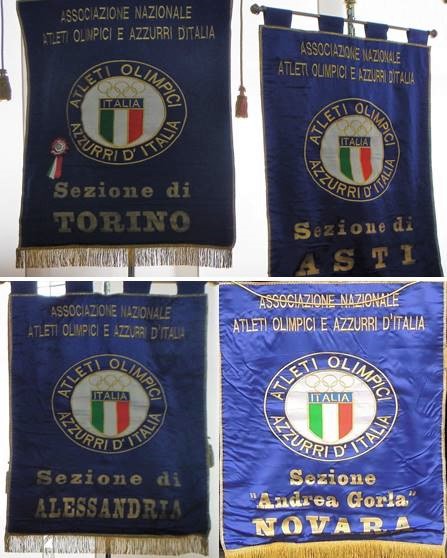 ASSOCIAZIONE NAZIONALE
ATLETI OLIMPICI E AZZURRI D'ITALIA
ATLETI OLIMPICI
ITALIA
AZZURRI D'ITALIA
Sezione di
TORINO
ASSOCIAZIONE NAZIONALE
ATLETI OLIMPICI E AZZURRI D'ITALIA
ATLETI OLIMPICI
ITALIA
AZZURRI D'ITALIA
Sezione di
ASTI
ASSOCIAZIONE NAZIONALE
ATLETI OLIMPICI E AZZURRI D'ITALIA
ATLETI OLIMPICI
ITALIA
AZZURRI D'ITALIA
Sezione di
ALESSANDRIA
ASSOCIAZIONE NAZIONALE
ATLETI OLIMPICI E AZZURRI D'ITALIA
ATLETI OLIMPICI
ITALIA
AZZURRI D'ITALIA
Sezione
"Andrea Gorla"
NOVARA